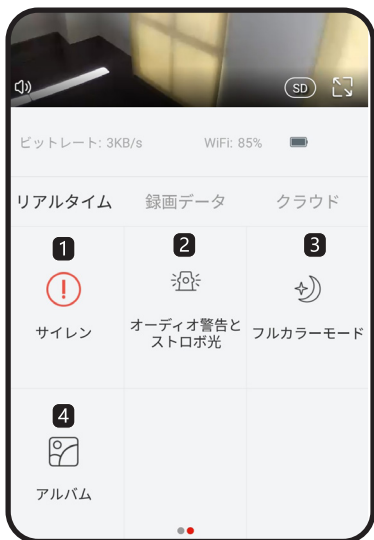 SD
ビットレート: 3KB/s WiFi: 85%
リアルタイム 録画データ クラウド
1 2 3
サイレン
オーディオ警告と
ストロボ光
フルカラーモード
4
アルバム